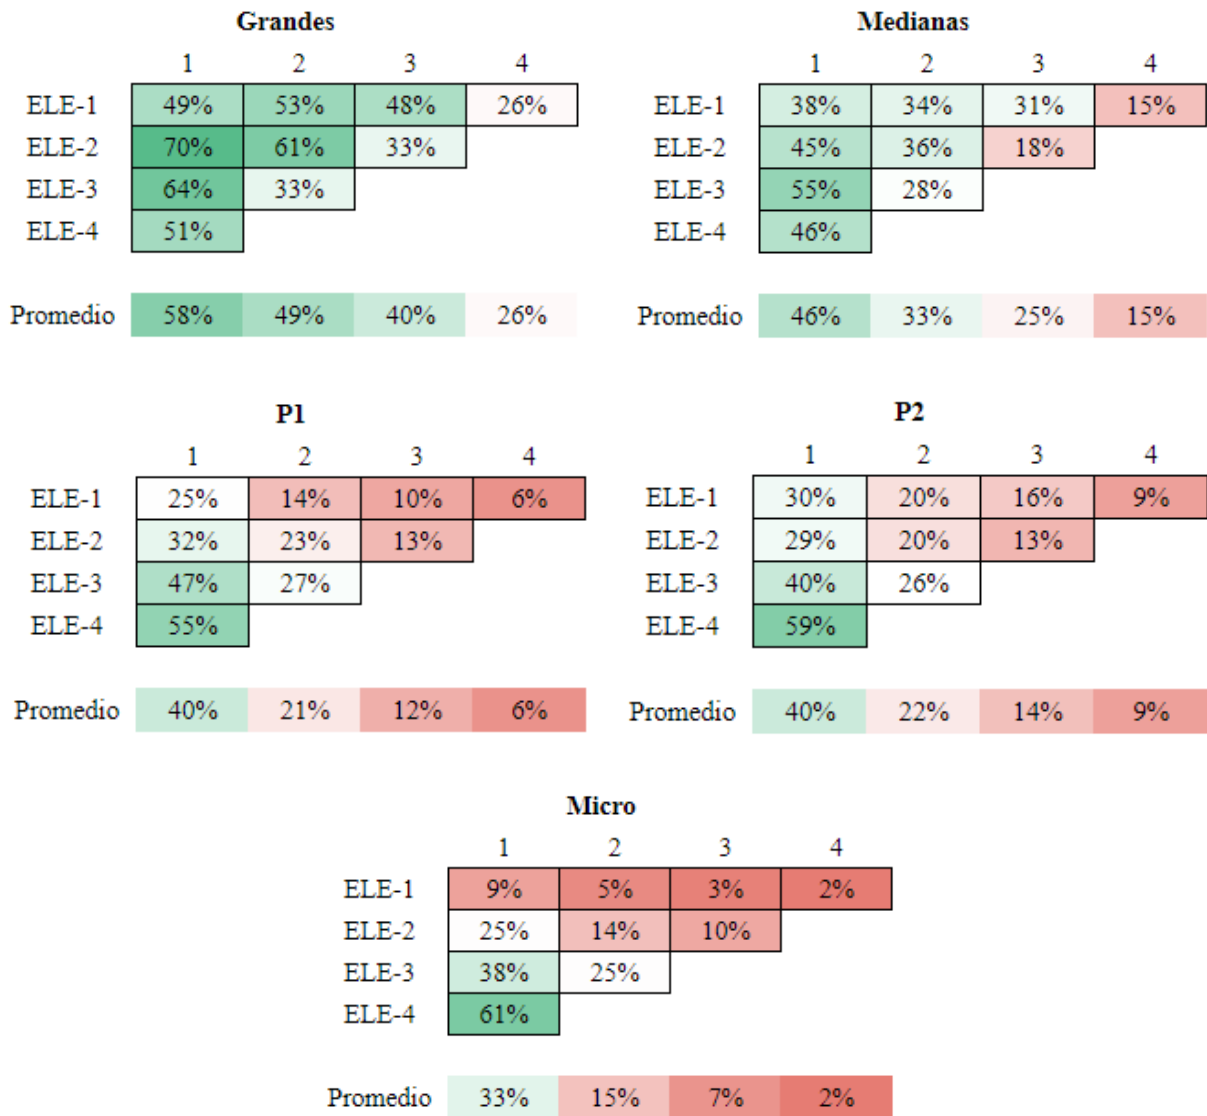 Grandes
1 2 3 4
ELE-1 49% 53% 48% 26%
ELE-2 70% 61% 33%
ELE-3 64% 33%
ELE-4 51%
Promedio 58% 49% 40% 26%
Medianas
1 2 3 4
ELE-1 38% 34% 31% 15%
ELE-2 45% 36% 18%
ELE-3 55% 28%
ELE-4 46%
Promedio 46% 33% 25% 15%
P1
1 2 3 4
ELE-1 25% 14% 10% 6%
ELE-2 32% 23% 13%
ELE-3 47% 27%
ELE-4 55%
Promedio 40% 21% 12% 6%
P2
1 2 3 4
ELE-1 30% 20% 16% 9%
ELE-2 29% 20% 13%
ELE-3 40% 26%
ELE-4 59%
Promedio 40% 22% 14% 9%
Micro
1 2 3 4
ELE-1 9% 5% 3% 2%
ELE-2 25% 14% 10%
ELE-3 38% 25%
ELE-4 61%
Promedio 33% 15% 7% 2%